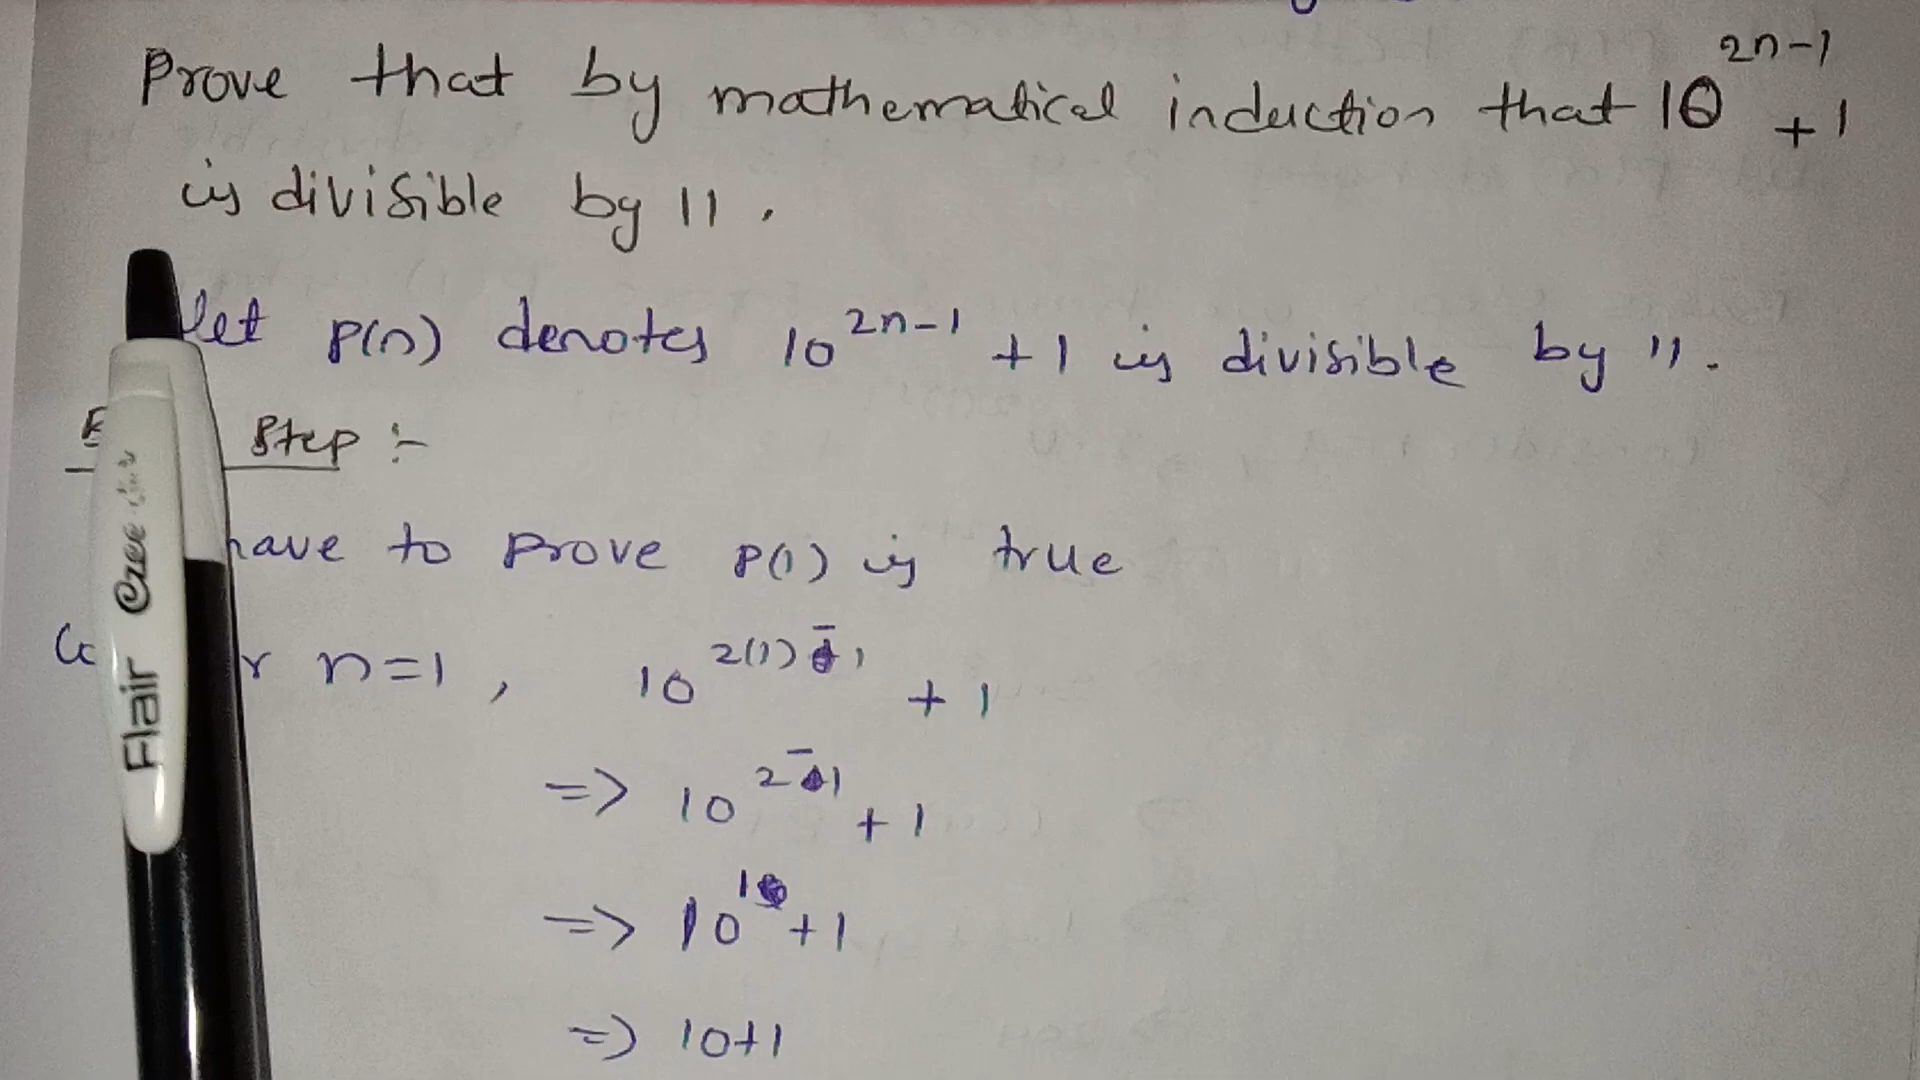 Prove that by mathematical induction that 10^{2n-1} + 1
is divisible by 11.
let P(n) denotes 10^{2n-1} + 1 is divisible by 11.
Step :-
have to prove P(1) is true
n=1, 10^{2(1)-1} + 1
=> 10^{2-1} + 1
=> 10^{1} + 1
=> 10+1
Flair